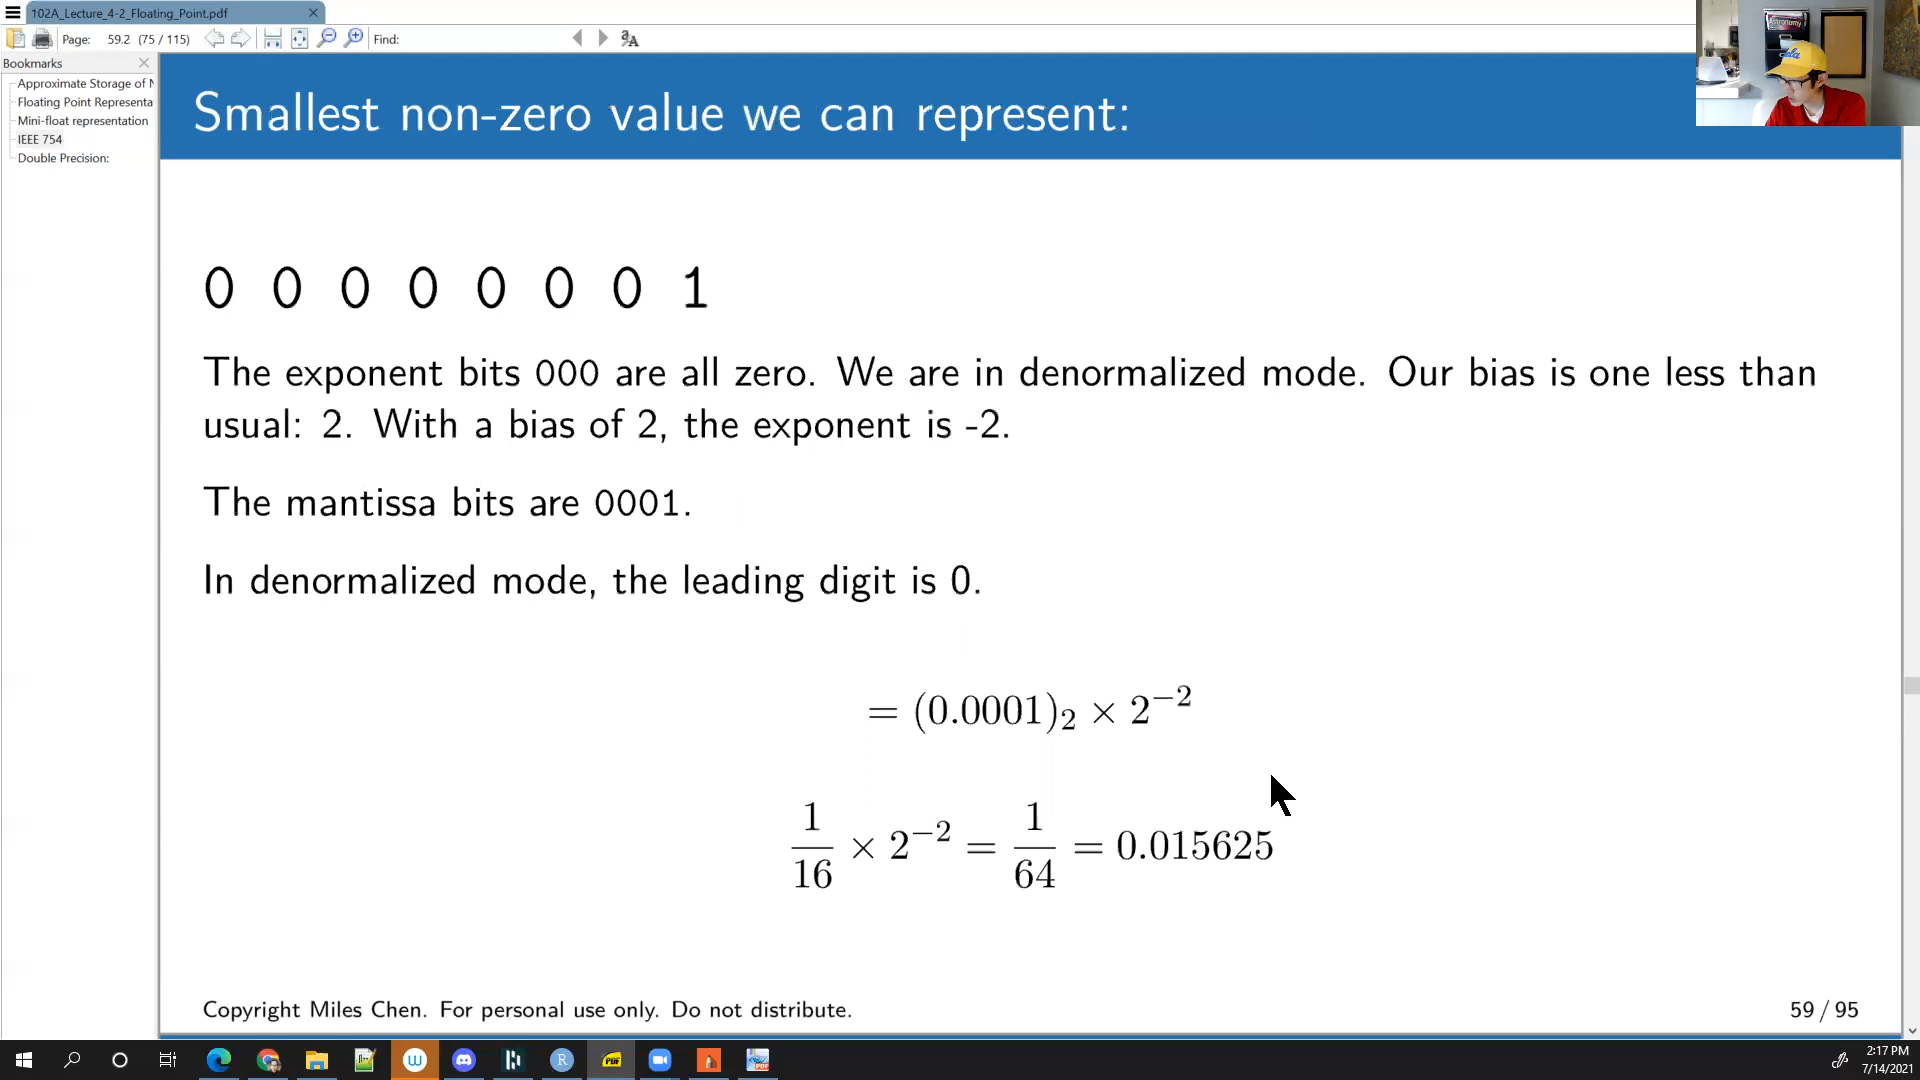 102A_Lecture_4-2_Floating_Point.pdf
Page: 59.2 (75 / 115) Find:
Bookmarks
Approximate Storage of N
Floating Point Representa
Mini-float representation
IEEE 754
Double Precision:
Smallest non-zero value we can represent:
0 0 0 0 0 0 0 1
The exponent bits 000 are all zero. We are in denormalized mode. Our bias is one less than
usual: 2. With a bias of 2, the exponent is -2.
The mantissa bits are 0001.
In denormalized mode, the leading digit is 0.
= (0.0001)₂ × 2⁻²
1/16 × 2⁻² = 1/64 = 0.015625
Copyright Miles Chen. For personal use only. Do not distribute.
59 / 95
2:17 PM
7/14/2021